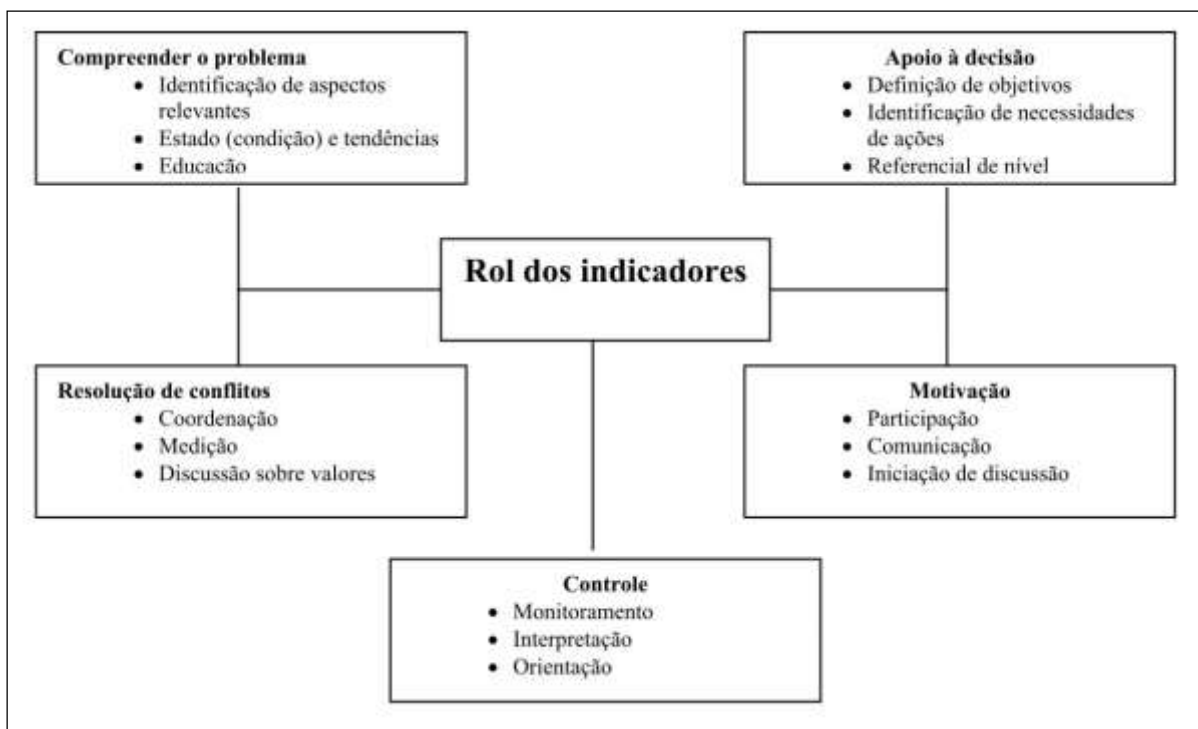 Compreender o problema
• Identificação de aspectos
relevantes
• Estado (condição) e tendências
• Educacão
Apoio à decisão
• Definição de objetivos
• Identificação de necessidades
de ações
• Referencial de nível
Rol dos indicadores
Resolução de conflitos
• Coordenação
• Medição
• Discussão sobre valores
Motivação
• Participação
• Comunicação
• Iniciação de discussão
Controle
• Monitoramento
• Interpretação
• Orientação